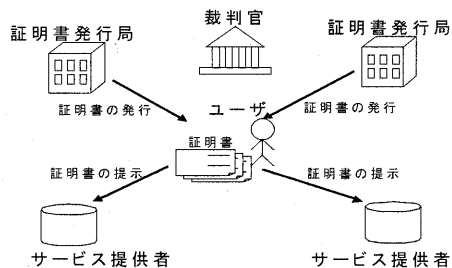 裁判官
証明書発行局
証明書発行局
証明書の発行
ユーザ
証明書の発行
証明書
証明書の提示
証明書の提示
サービス提供者
サービス提供者